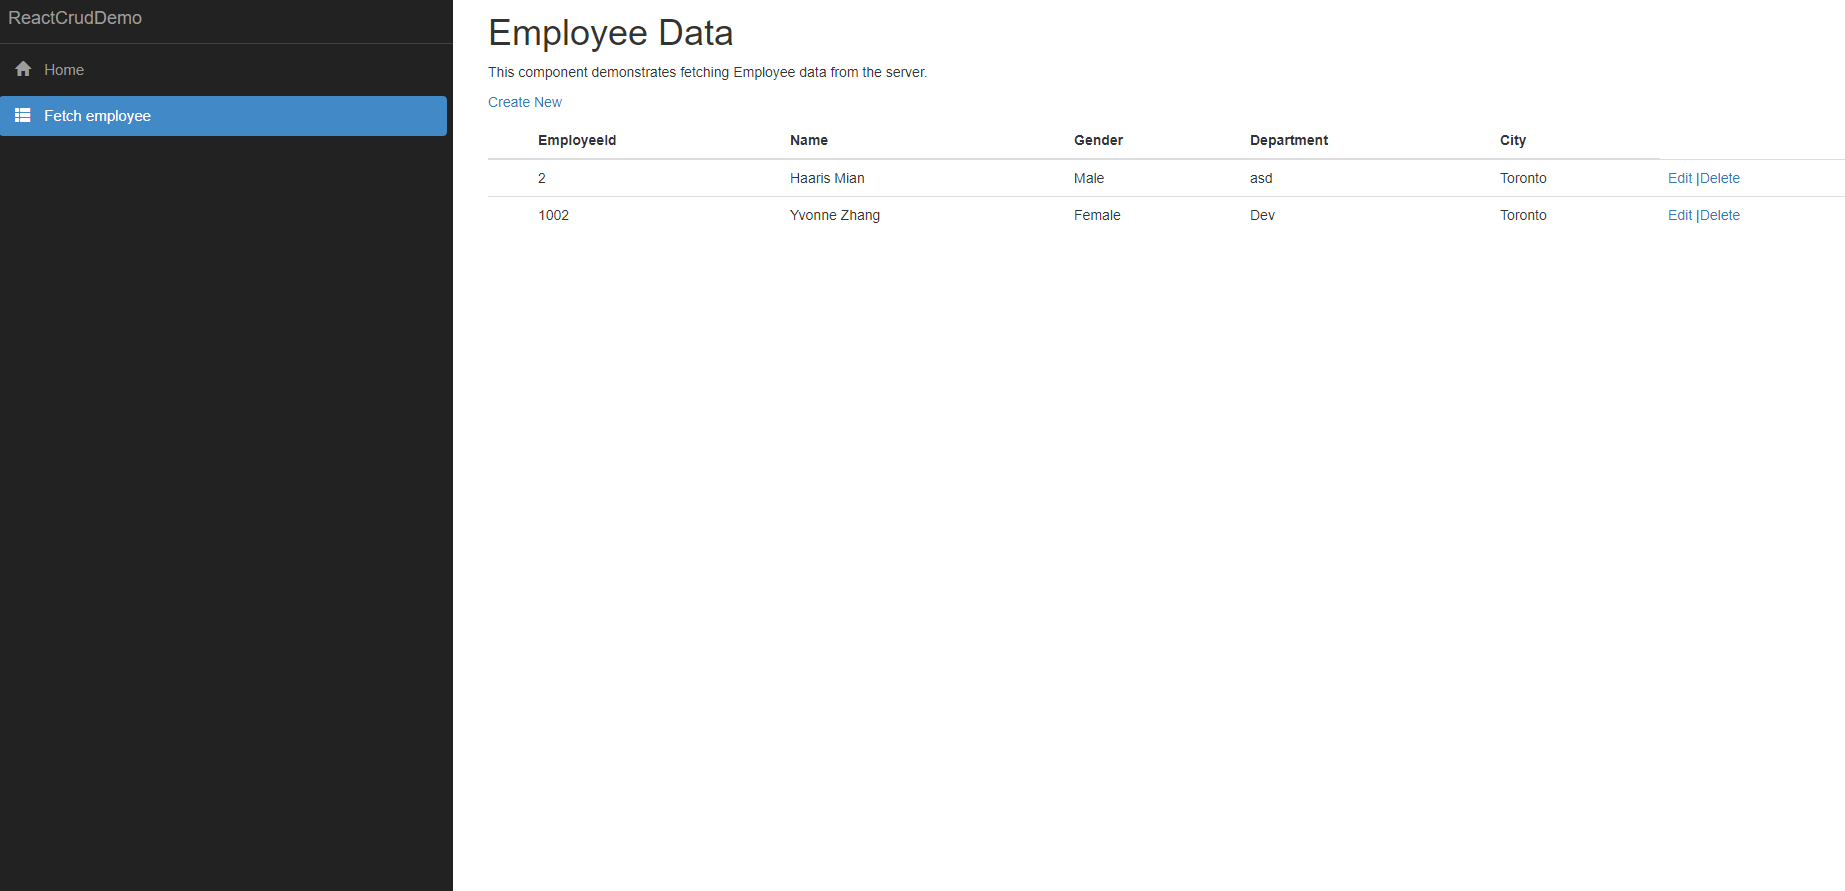 ReactCrudDemo
Home
Fetch employee
Employee Data
This component demonstrates fetching Employee data from the server.
Create New
EmployeeId Name Gender Department City
2 Haaris Mian Male asd Toronto Edit |Delete
1002 Yvonne Zhang Female Dev Toronto Edit |Delete